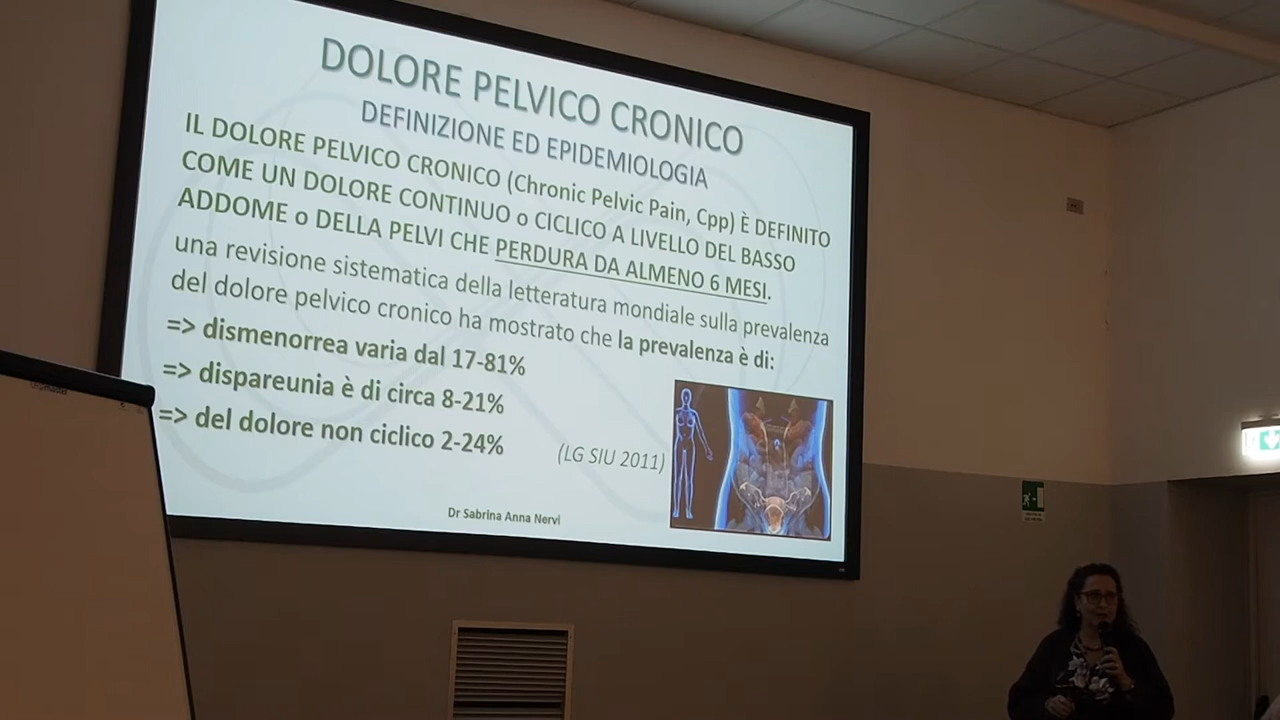 DOLORE PELVICO CRONICO
DEFINIZIONE ED EPIDEMIOLOGIA
IL DOLORE PELVICO CRONICO (Chronic Pelvic Pain, Cpp) È DEFINITO
COME UN DOLORE CONTINUO o CICLICO A LIVELLO DEL BASSO
ADDOME o DELLA PELVI CHE PERDURA DA ALMENO 6 MESI.
una revisione sistematica della letteratura mondiale sulla prevalenza
del dolore pelvico cronico ha mostrato che la prevalenza è di:
=> dismenorrea varia dal 17-81%
=> dispareunia è di circa 8-21%
=> del dolore non ciclico 2-24%
(LG SIU 2011)
Dr Sabrina Anna Nervi